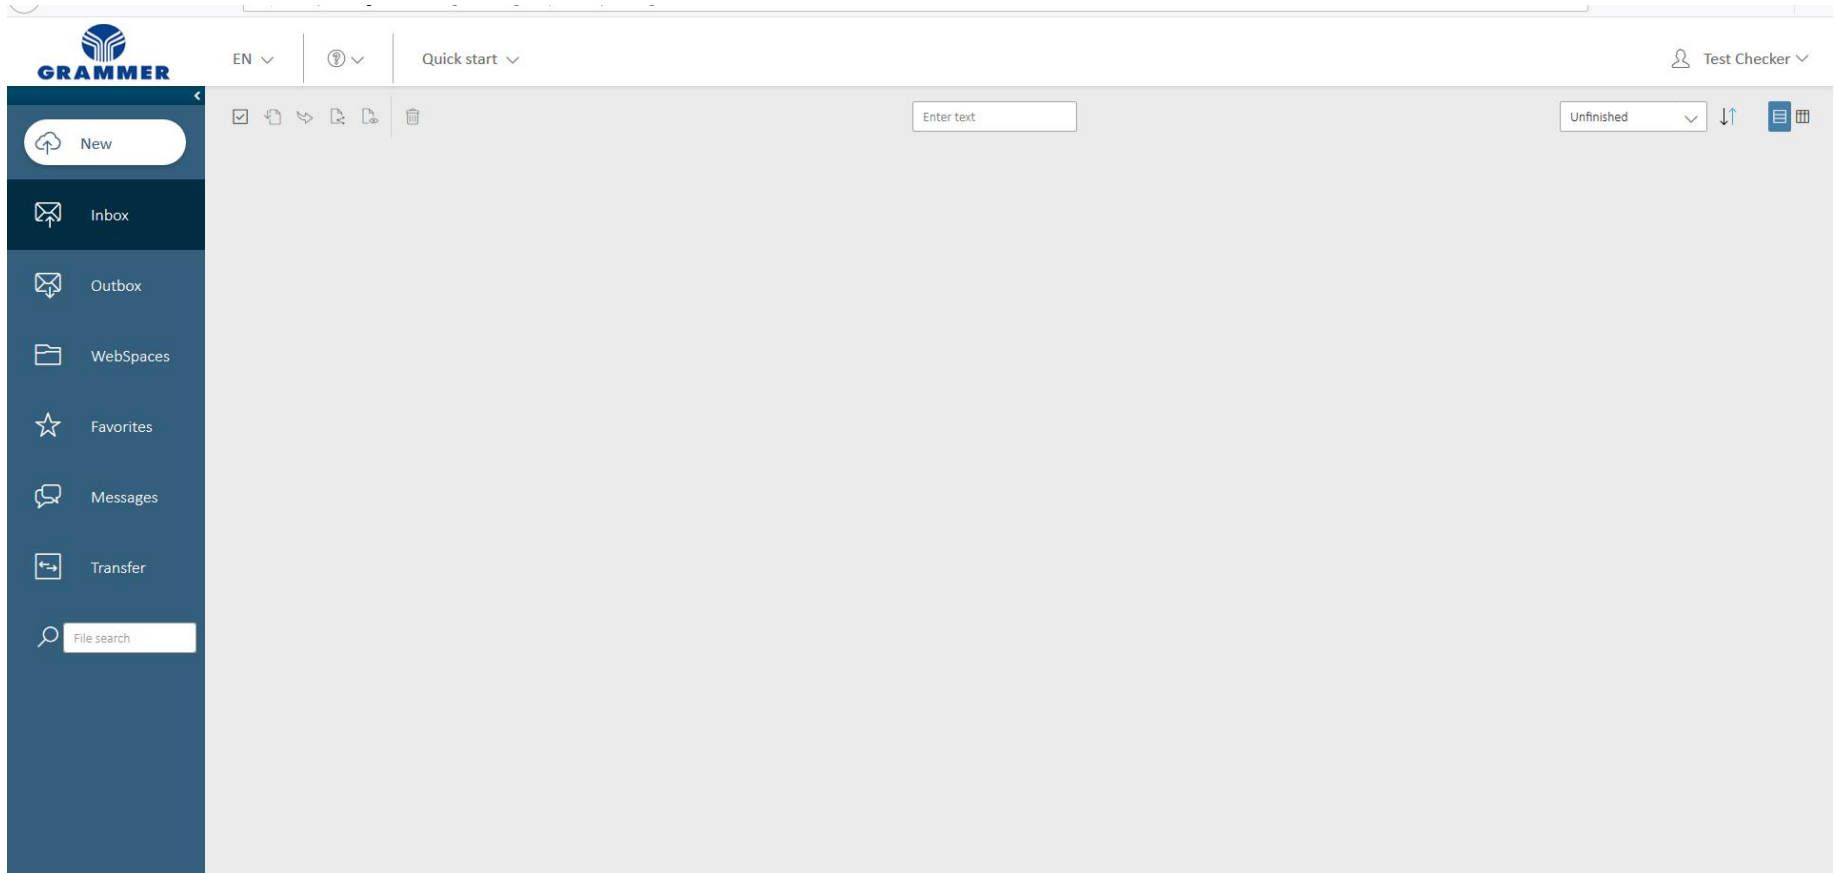 GRAMMER
EN
Quick start
Test Checker
New
Enter text
Unfinished
Inbox
Outbox
WebSpaces
Favorites
Messages
Transfer
File search